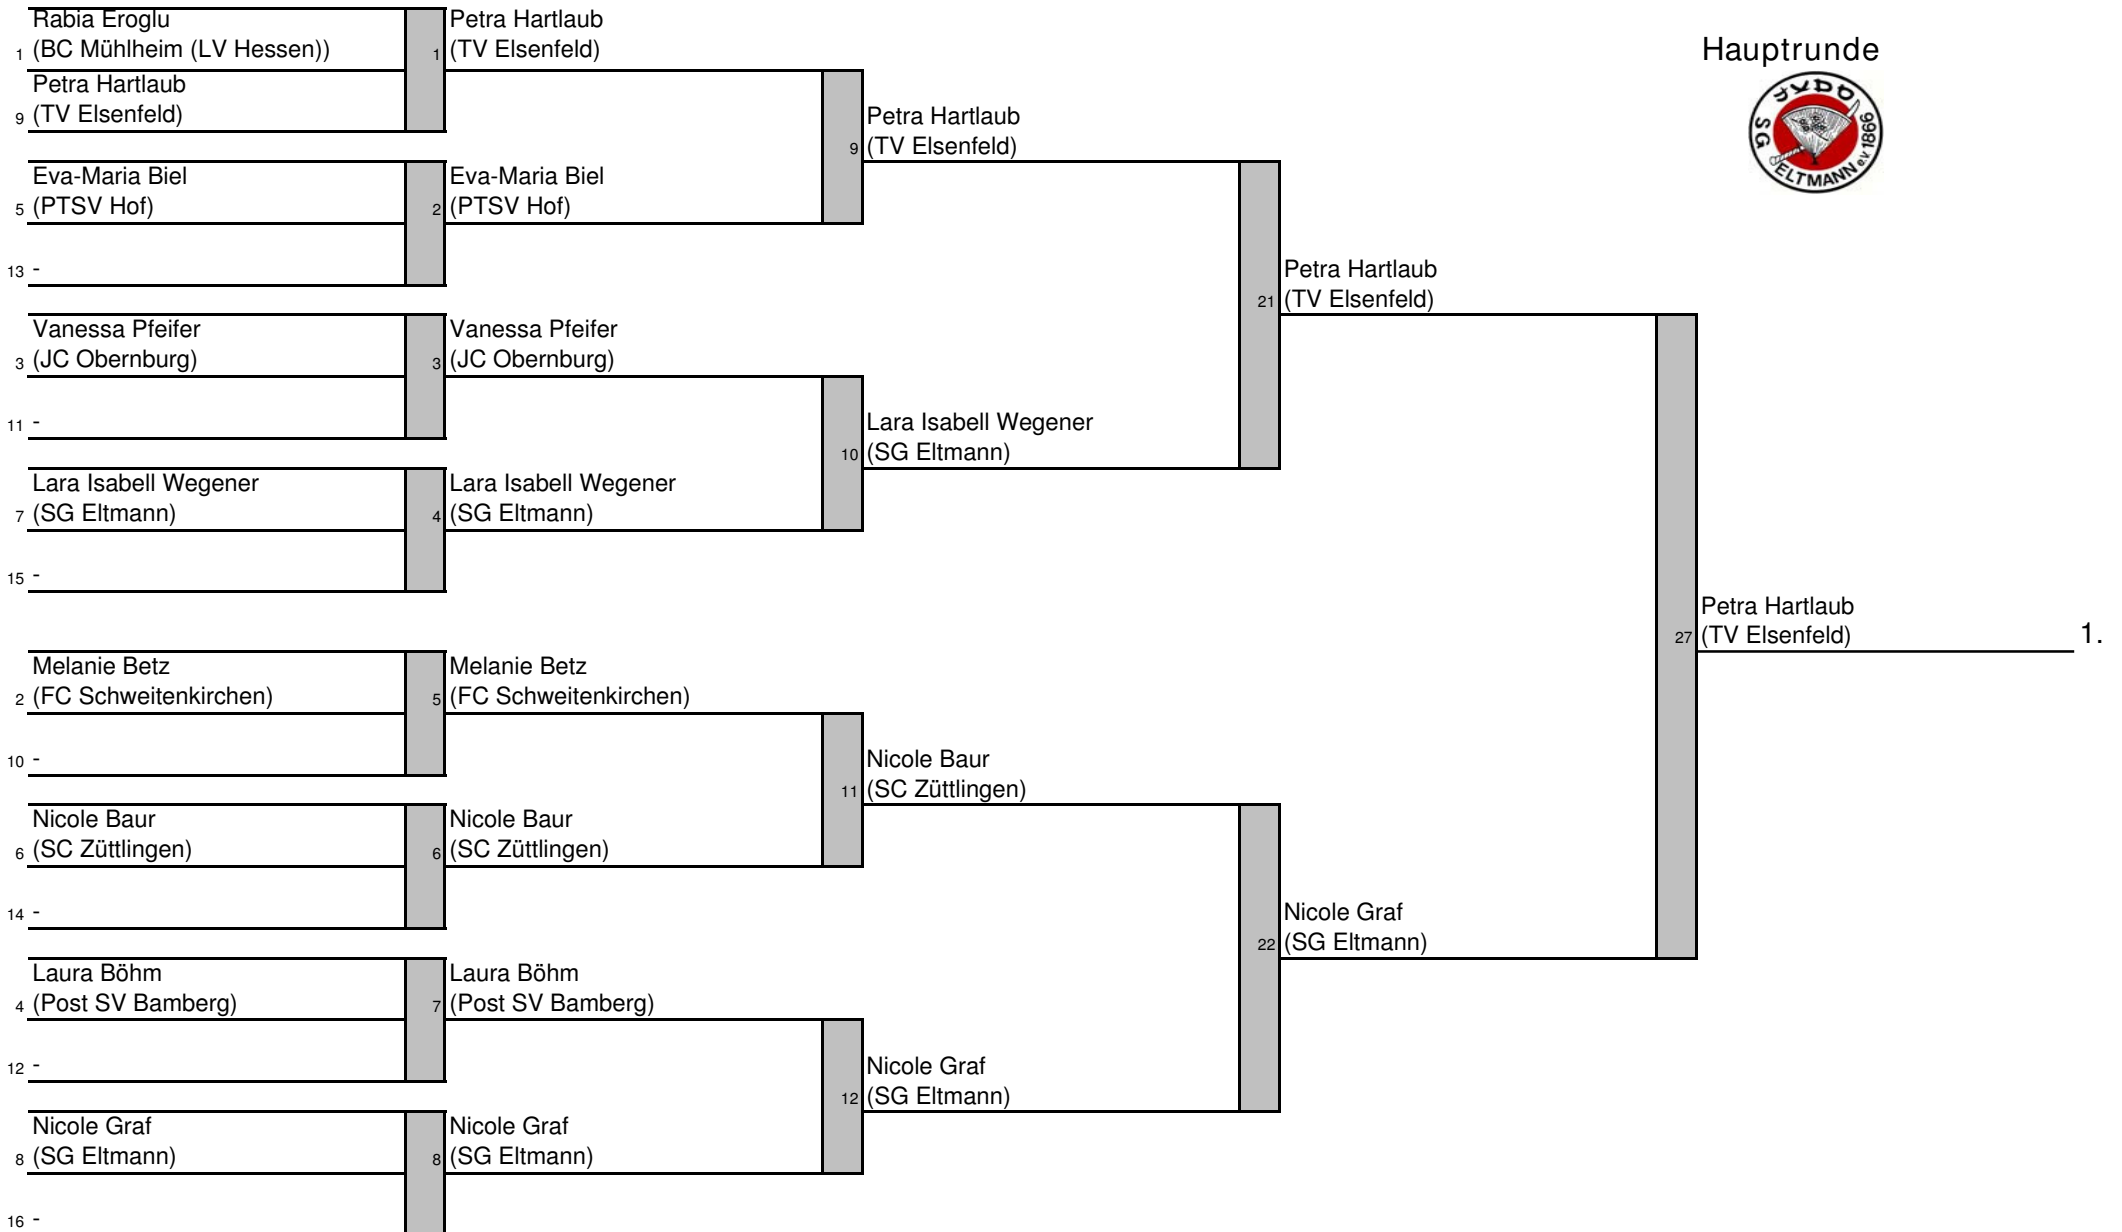 Hauptrunde
JUDO
SG ELTMANN e.V. 1866
Rabia Eroglu
1 (BC Mühlheim (LV Hessen))
Petra Hartlaub
9 (TV Elsenfeld)
Eva-Maria Biel
5 (PTSV Hof)
13 -
Vanessa Pfeifer
3 (JC Obernburg)
11 -
Lara Isabell Wegener
7 (SG Eltmann)
15 -
Melanie Betz
2 (FC Schweitenkirchen)
10 -
Nicole Baur
6 (SC Züttlingen)
14 -
Laura Böhm
4 (Post SV Bamberg)
12 -
Nicole Graf
8 (SG Eltmann)
16 -
Petra Hartlaub
1 (TV Elsenfeld)
Eva-Maria Biel
2 (PTSV Hof)
Vanessa Pfeifer
3 (JC Obernburg)
Lara Isabell Wegener
4 (SG Eltmann)
Melanie Betz
5 (FC Schweitenkirchen)
Nicole Baur
6 (SC Züttlingen)
Laura Böhm
7 (Post SV Bamberg)
Nicole Graf
8 (SG Eltmann)
Petra Hartlaub
9 (TV Elsenfeld)
Lara Isabell Wegener
10 (SG Eltmann)
Nicole Baur
11 (SC Züttlingen)
Nicole Graf
12 (SG Eltmann)
Petra Hartlaub
21 (TV Elsenfeld)
Nicole Graf
22 (SG Eltmann)
Petra Hartlaub
27 (TV Elsenfeld) 1.